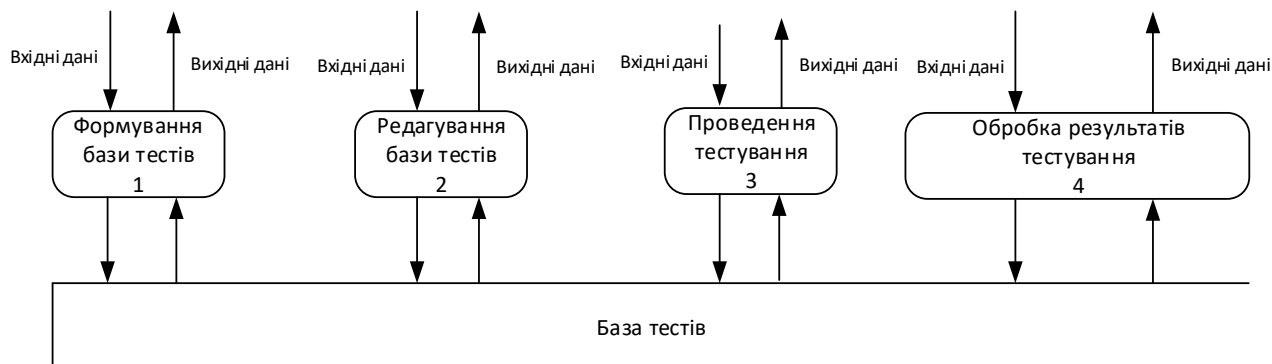 Вхідні дані
Вихідні дані
Вхідні дані
Вихідні дані
Вхідні дані
Вихідні дані
Вхідні дані
Вихідні дані
Формування
бази тестів
1
Редагування
бази тестів
2
Проведення
тестування
3
Обробка результатів
тестування
4
База тестів